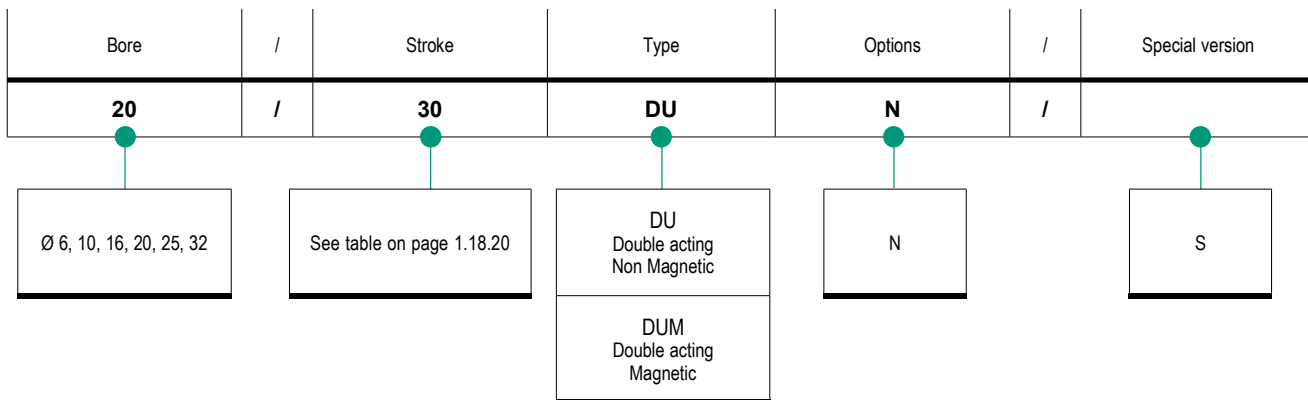 Bore / Stroke Type Options / Special version
20 / 30 DU N /
Ø 6, 10, 16, 20, 25, 32
See table on page 1.18.20
DU
Double acting
Non Magnetic
DUM
Double acting
Magnetic
N
S